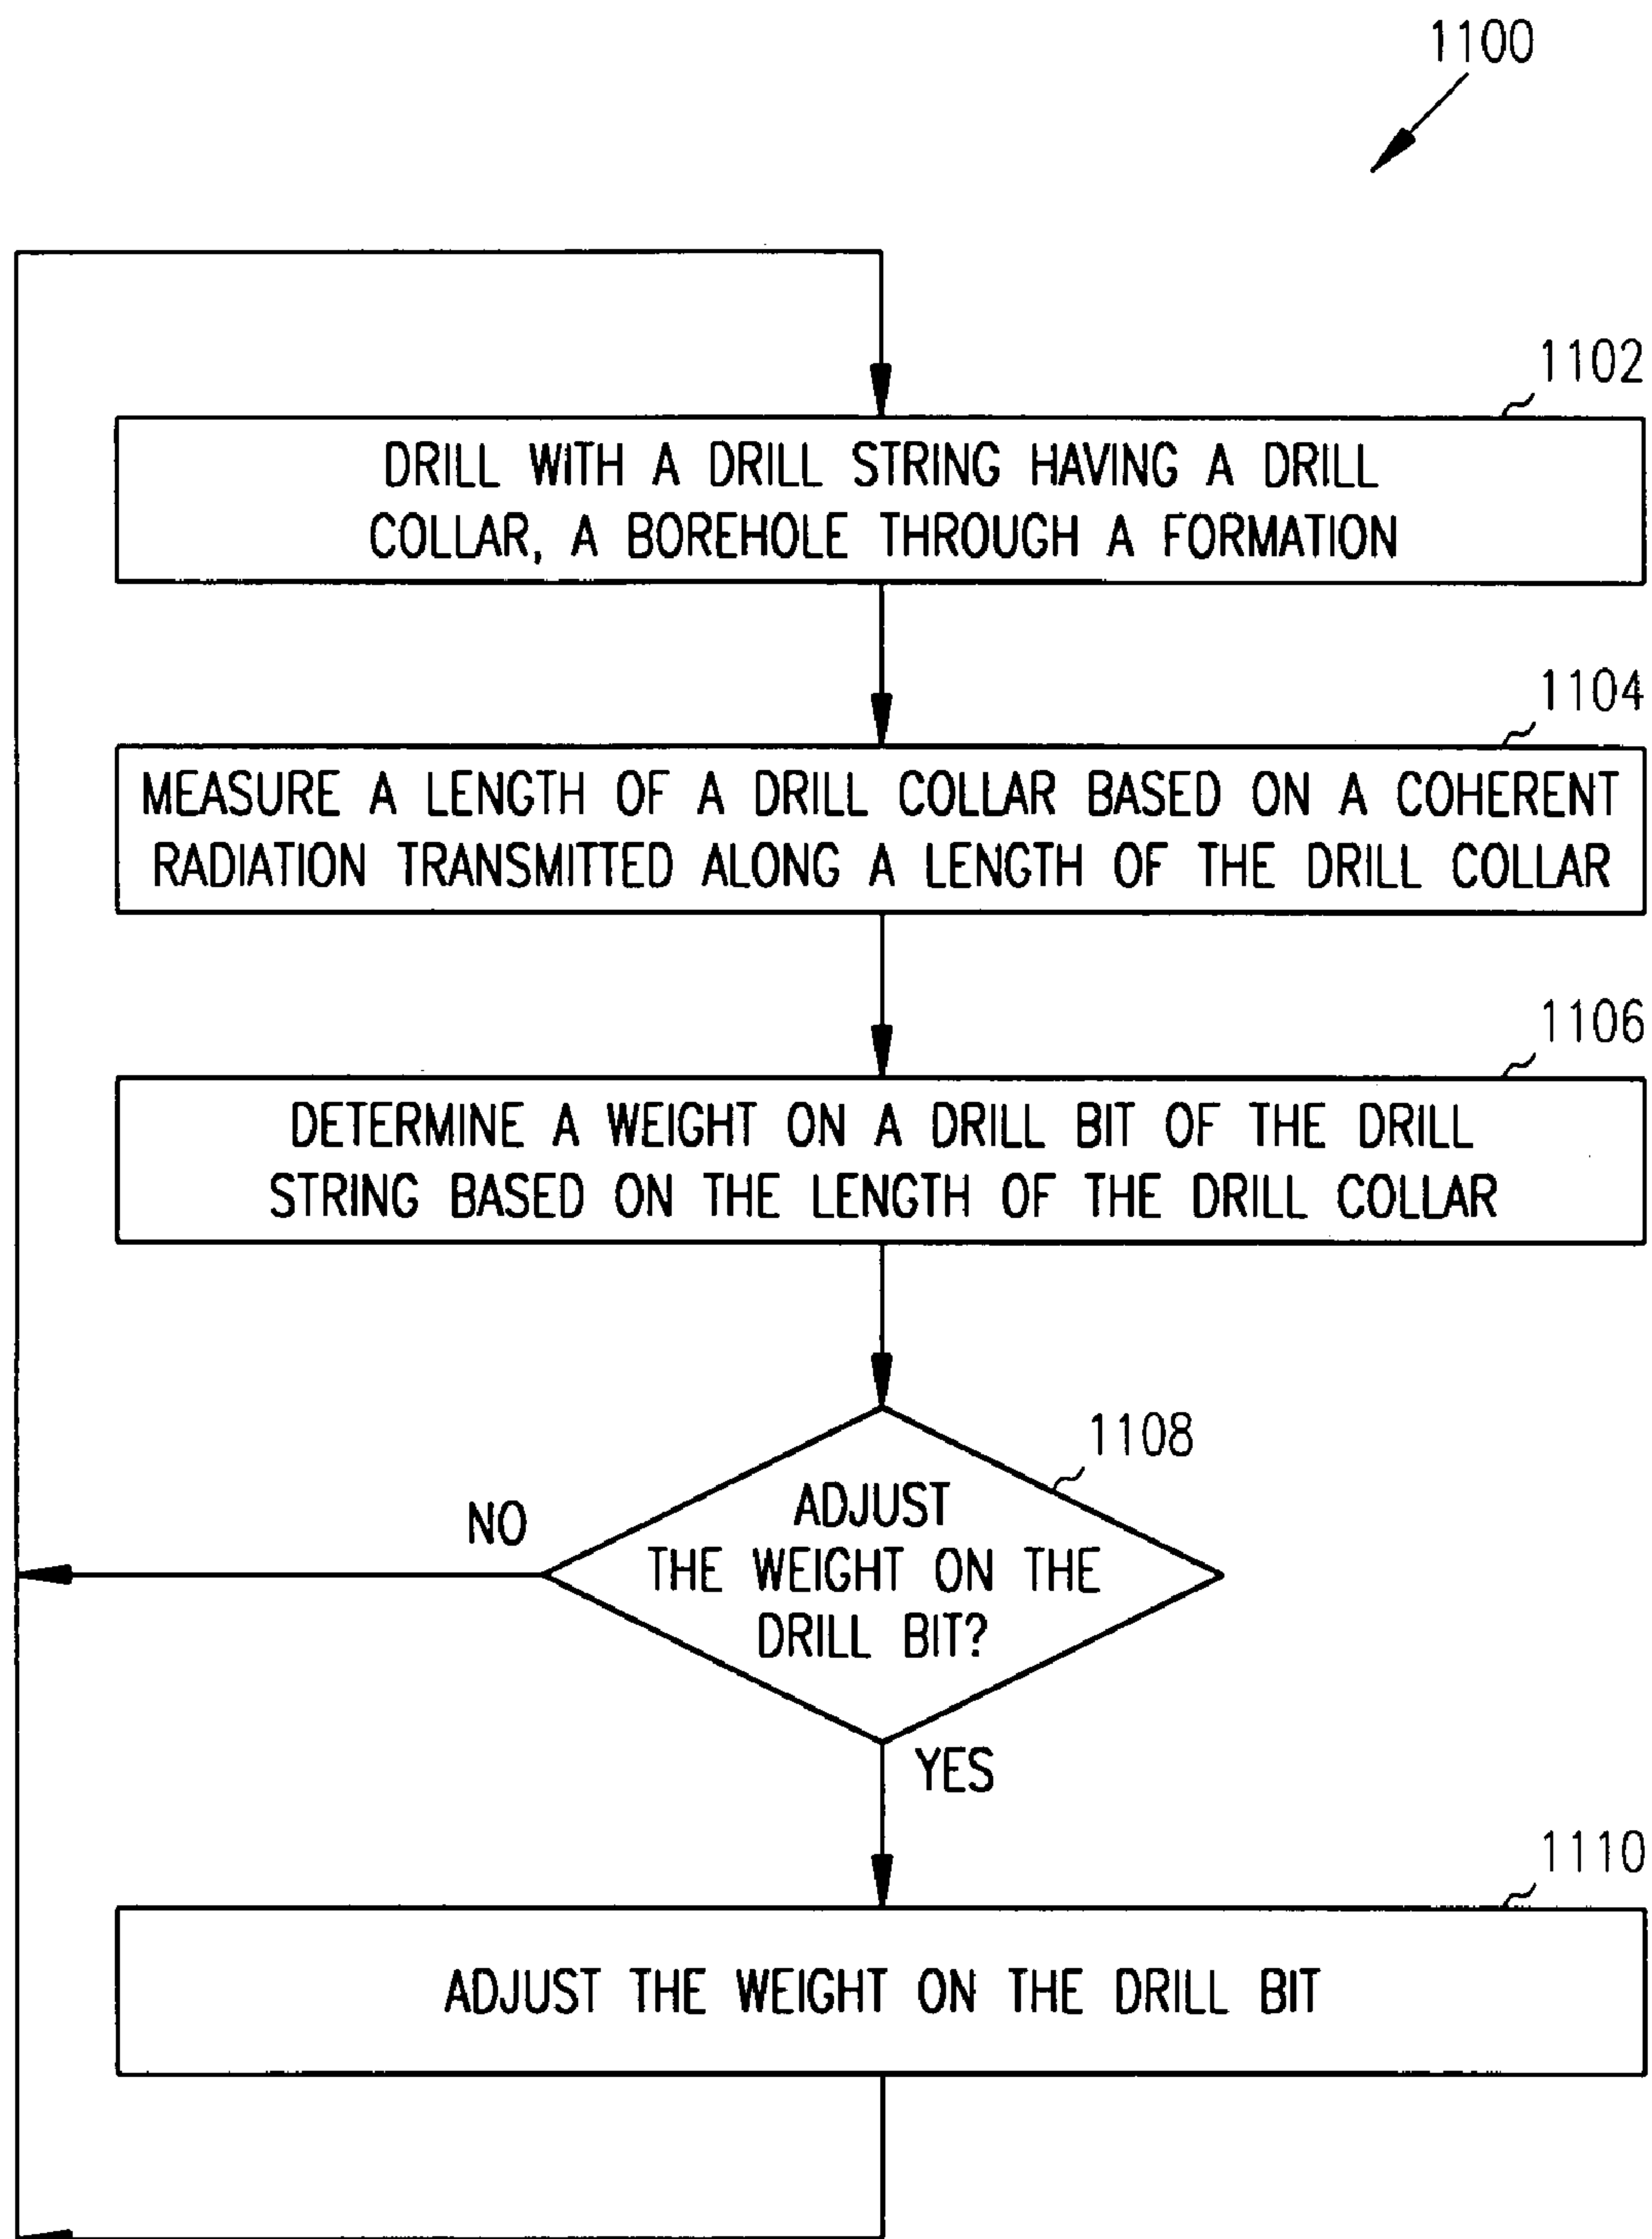 1100
1102
DRILL WITH A DRILL STRING HAVING A DRILL
COLLAR, A BOREHOLE THROUGH A FORMATION
1104
MEASURE A LENGTH OF A DRILL COLLAR BASED ON A COHERENT
RADIATION TRANSMITTED ALONG A LENGTH OF THE DRILL COLLAR
1106
DETERMINE A WEIGHT ON A DRILL BIT OF THE DRILL
STRING BASED ON THE LENGTH OF THE DRILL COLLAR
1108
ADJUST
THE WEIGHT ON THE
DRILL BIT?
NO
YES
1110
ADJUST THE WEIGHT ON THE DRILL BIT